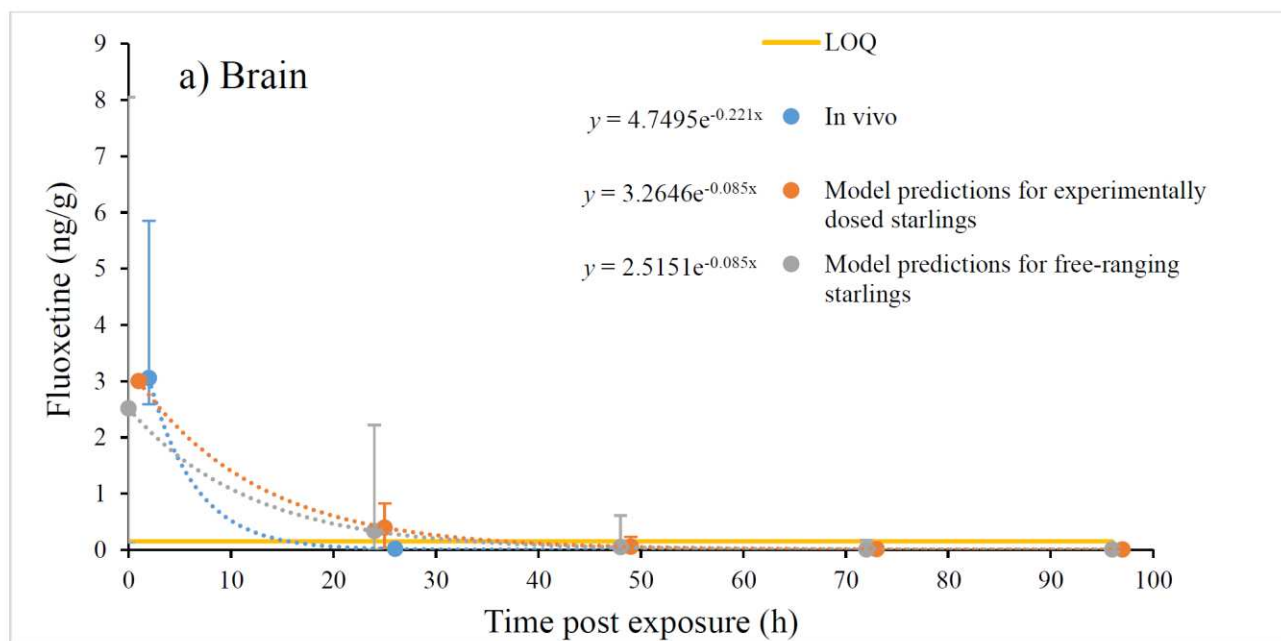 a) Brain
LOQ
y = 4.7495e^-0.221x
In vivo
y = 3.2646e^-0.085x
Model predictions for experimentally
dosed starlings
y = 2.5151e^-0.085x
Model predictions for free-ranging
starlings
Fluoxetine (ng/g)
9
8
7
6
5
4
3
2
1
0
0 10 20 30 40 50 60 70 80 90 100
Time post exposure (h)